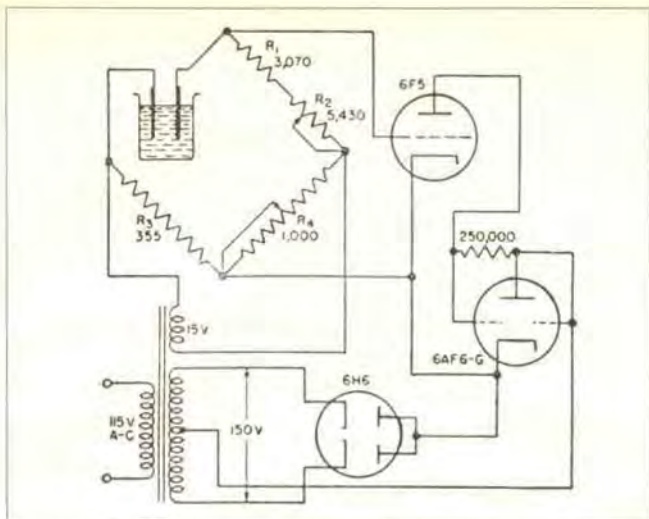 R1
3,070
6F5
R2
5,430
R3
355
R4
1,000
250,000
15V
6AF6-G
6H6
115V
A-C
150V